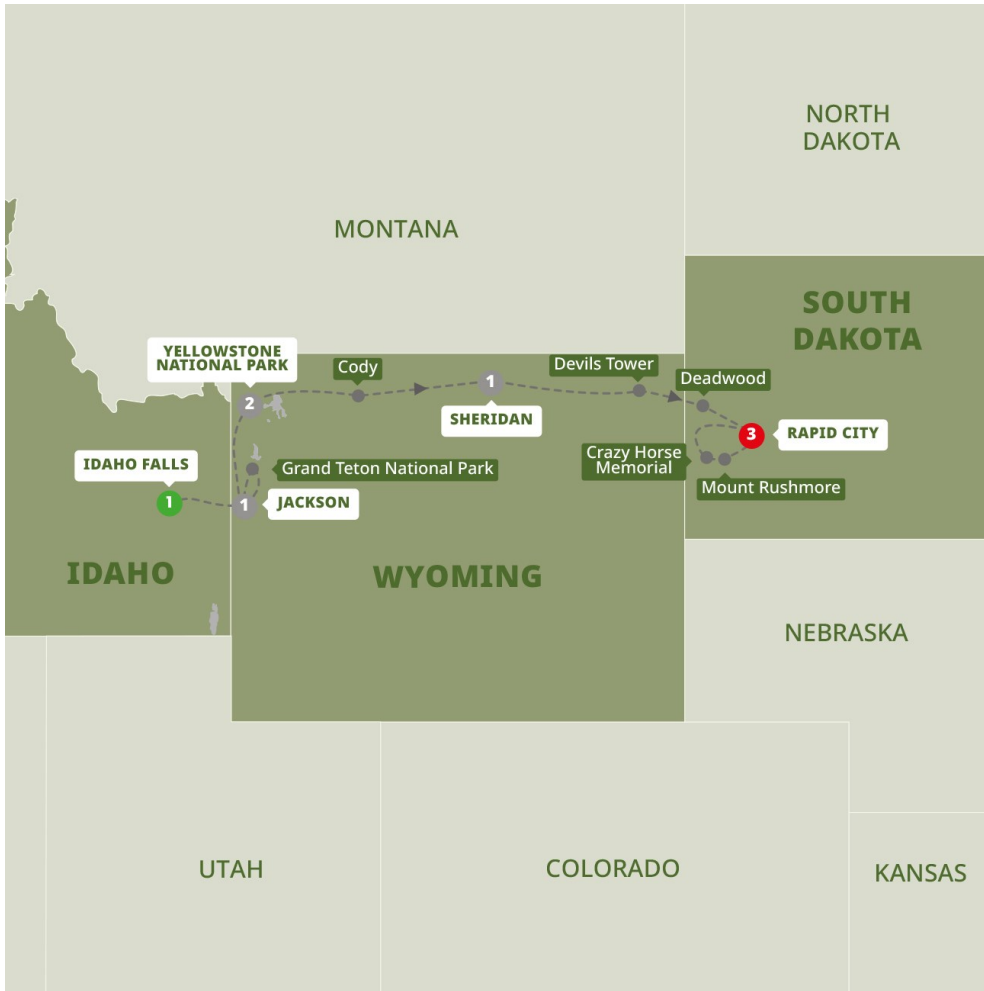 NORTH
DAKOTA
MONTANA
SOUTH
DAKOTA
YELLOWSTONE
NATIONAL PARK
Cody
Devils Tower
Deadwood
2
1
SHERIDAN
3
RAPID CITY
Crazy Horse
Memorial
Mount Rushmore
IDAHO FALLS
Grand Teton National Park
1
1
JACKSON
IDAHO
WYOMING
NEBRASKA
UTAH
COLORADO
KANSAS